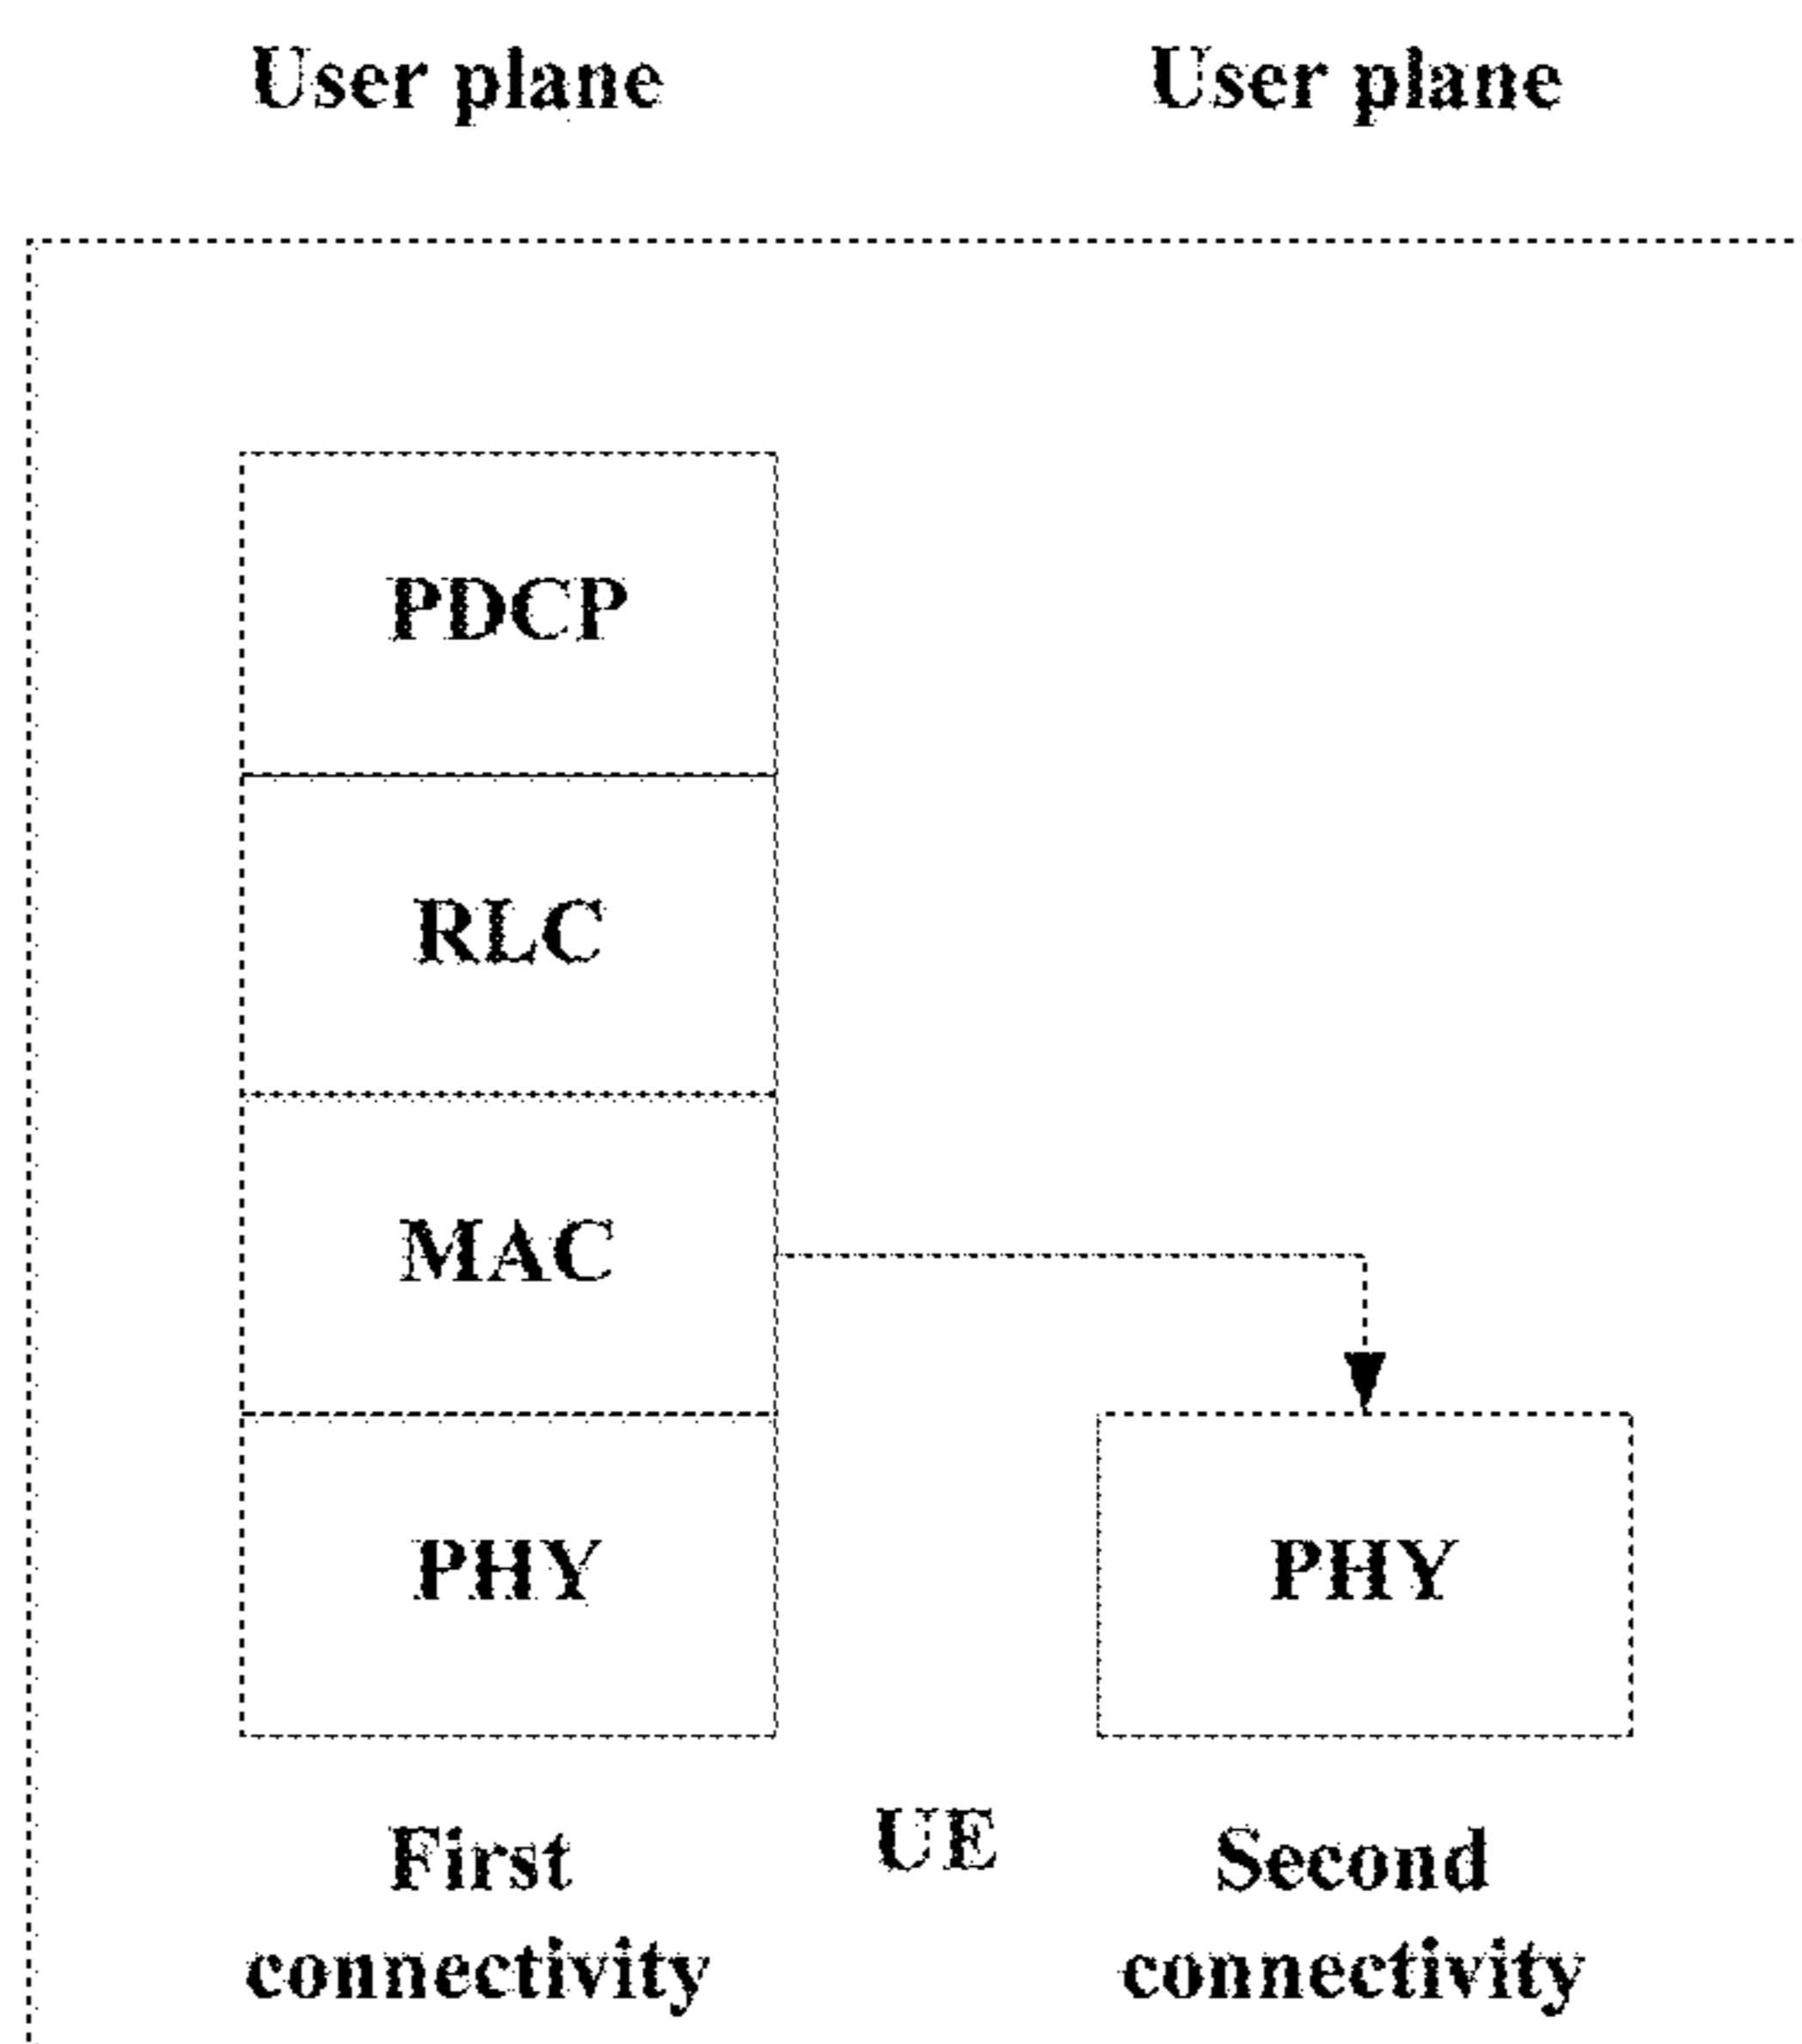 User plane
User plane
PDCP
RLC
MAC
PHY
PHY
First
connectivity
UE
Second
connectivity